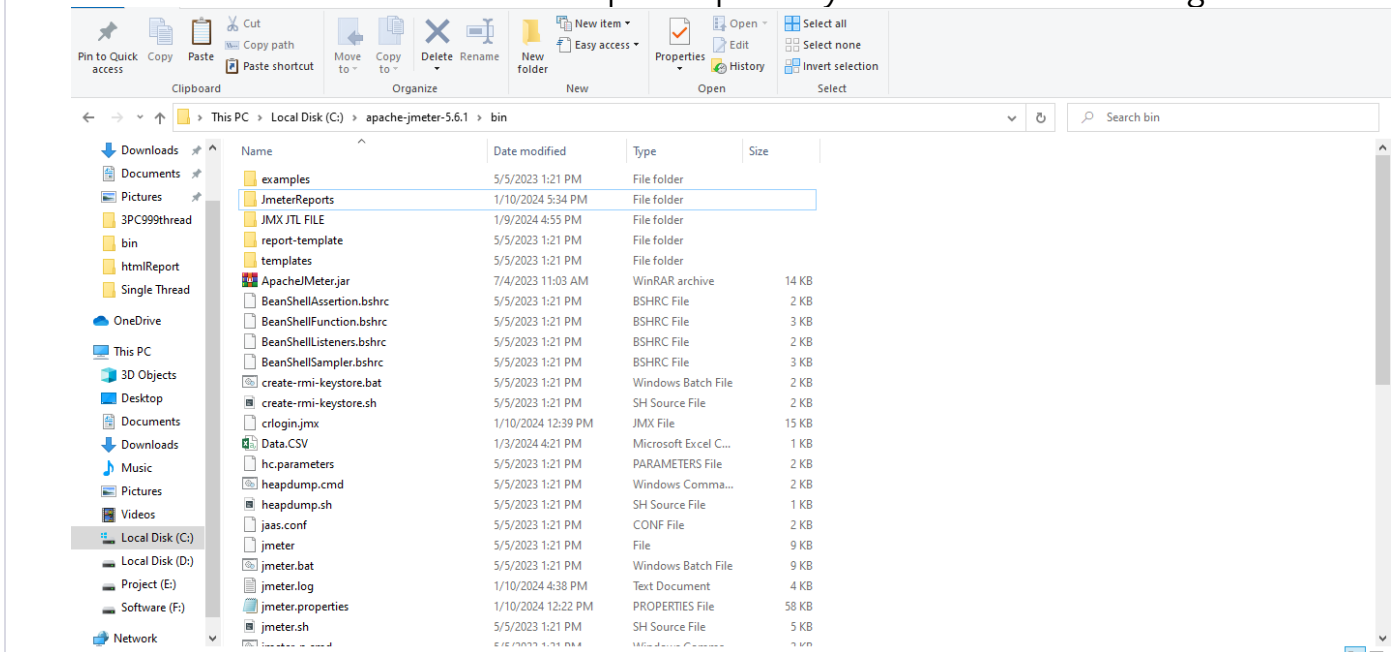 Cut
New item
Open
Select all
Copy path
Easy access
Edit
Select none
Pin to Quick access
Copy
Paste
Paste shortcut
Move to
Copy to
Delete
Rename
New folder
Properties
History
Invert selection
Clipboard
Organize
New
Open
Select
This PC > Local Disk (C:) > apache-jmeter-5.6.1 > bin
Search bin
Downloads
Documents
Pictures
3PC999thread
bin
htmlReport
Single Thread
OneDrive
This PC
3D Objects
Desktop
Documents
Downloads
Music
Pictures
Videos
Local Disk (C:)
Local Disk (D:)
Project (E:)
Software (F:)
Network
Name Date modified Type Size
examples 5/5/2023 1:21 PM File folder
JmeterReports 1/10/2024 5:34 PM File folder
JMX JTL FILE 1/9/2024 4:55 PM File folder
report-template 5/5/2023 1:21 PM File folder
templates 5/5/2023 1:21 PM File folder
ApacheJMeter.jar 7/4/2023 11:03 AM WinRAR archive 14 KB
BeanShellAssertion.bshrc 5/5/2023 1:21 PM BSHRC File 2 KB
BeanShellFunction.bshrc 5/5/2023 1:21 PM BSHRC File 3 KB
BeanShellListeners.bshrc 5/5/2023 1:21 PM BSHRC File 2 KB
BeanShellSampler.bshrc 5/5/2023 1:21 PM BSHRC File 3 KB
create-rmi-keystore.bat 5/5/2023 1:21 PM Windows Batch File 2 KB
create-rmi-keystore.sh 5/5/2023 1:21 PM SH Source File 2 KB
crlogin.jmx 1/10/2024 12:39 PM JMX File 15 KB
Data.CSV 1/3/2024 4:21 PM Microsoft Excel C... 1 KB
hc.parameters 5/5/2023 1:21 PM PARAMETERS File 2 KB
heapdump.cmd 5/5/2023 1:21 PM Windows Comma... 2 KB
heapdump.sh 5/5/2023 1:21 PM SH Source File 1 KB
jaas.conf 5/5/2023 1:21 PM CONF File 2 KB
jmeter 5/5/2023 1:21 PM File 9 KB
jmeter.bat 5/5/2023 1:21 PM Windows Batch File 9 KB
jmeter.log 1/10/2024 4:38 PM Text Document 4 KB
jmeter.properties 1/10/2024 12:22 PM PROPERTIES File 58 KB
jmeter.sh 5/5/2023 1:21 PM SH Source File 5 KB